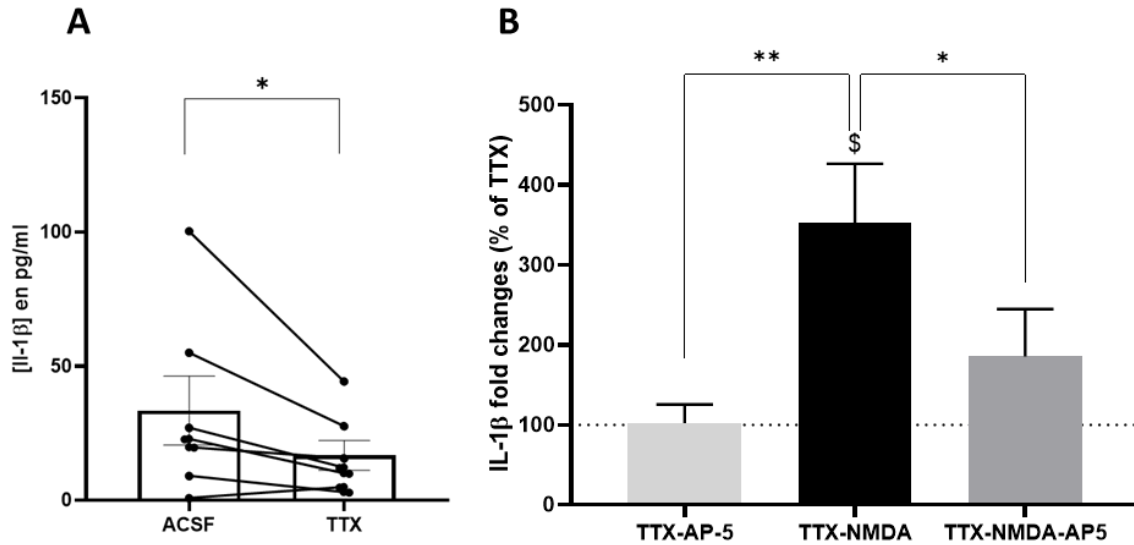 A
*
[Il-1β] en pg/ml
150
100
50
0
ACSF
TTX
B
**
*
$
IL-1β fold changes (% of TTX)
500
400
300
200
100
0
TTX-AP-5
TTX-NMDA
TTX-NMDA-AP5